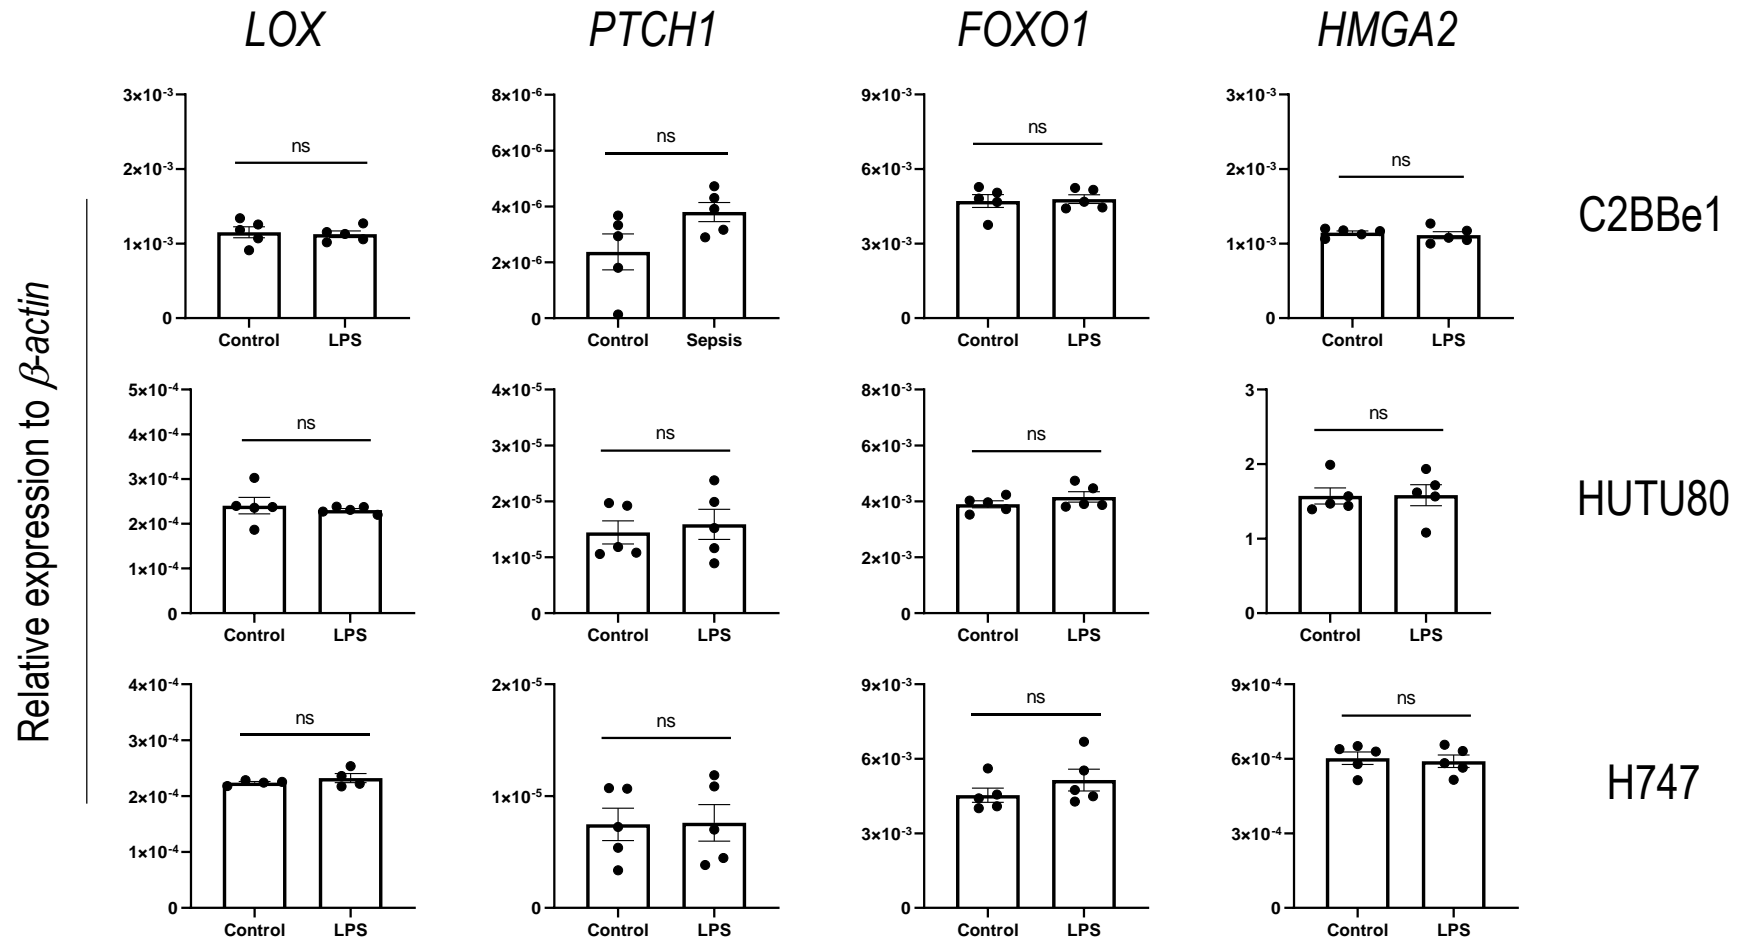 LOX PTCH1 FOXO1 HMGA2
Relative expression to β-actin
3×10⁻³
2×10⁻³
1×10⁻³
0
ns
Control LPS
8×10⁻⁶
6×10⁻⁶
4×10⁻⁶
2×10⁻⁶
0
ns
Control Sepsis
9×10⁻³
6×10⁻³
3×10⁻³
0
ns
Control LPS
3×10⁻³
2×10⁻³
1×10⁻³
0
ns
Control LPS
C2BBe1
5×10⁻⁴
4×10⁻⁴
3×10⁻⁴
2×10⁻⁴
1×10⁻⁴
0
ns
Control LPS
4×10⁻⁵
3×10⁻⁵
2×10⁻⁵
1×10⁻⁵
0
ns
Control LPS
8×10⁻³
6×10⁻³
4×10⁻³
2×10⁻³
0
ns
Control LPS
3
2
1
0
ns
Control LPS
HUTU80
4×10⁻⁴
3×10⁻⁴
2×10⁻⁴
1×10⁻⁴
0
ns
Control LPS
2×10⁻⁵
1×10⁻⁵
0
ns
Control LPS
9×10⁻³
6×10⁻³
3×10⁻³
0
ns
Control LPS
9×10⁻⁴
6×10⁻⁴
3×10⁻⁴
0
ns
Control LPS
H747